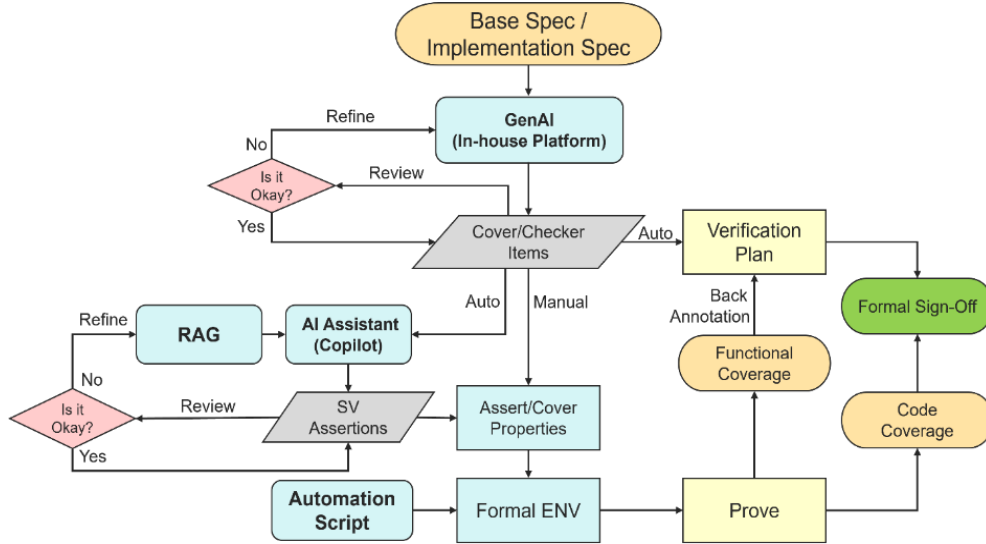 Base Spec /
Implementation Spec
Refine
GenAI
(In-house Platform)
No
Is it
Okay?
Review
Yes
Cover/Checker
Items
Auto
Verification
Plan
Auto
Manual
Back
Annotation
Formal Sign-Off
Refine
RAG
AI Assistant
(Copilot)
Functional
Coverage
No
Is it
Okay?
Review
SV
Assertions
Assert/Cover
Properties
Code
Coverage
Yes
Automation
Script
Formal ENV
Prove